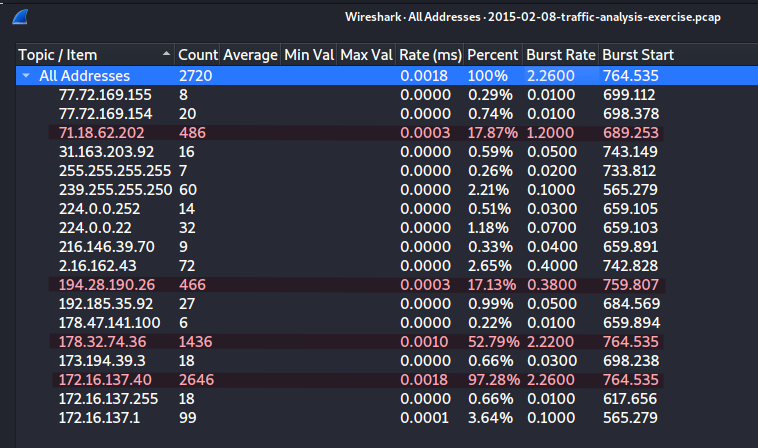 Wireshark · All Addresses · 2015-02-08-traffic-analysis-exercise.pcap
Topic / Item Count Average Min Val Max Val Rate (ms) Percent Burst Rate Burst Start
All Addresses 2720 0.0018 100% 2.2600 764.535
77.72.169.155 8 0.0000 0.29% 0.0100 699.112
77.72.169.154 20 0.0000 0.74% 0.0100 698.378
71.18.62.202 486 0.0003 17.87% 1.2000 689.253
31.163.203.92 16 0.0000 0.59% 0.0500 743.149
255.255.255.255 7 0.0000 0.26% 0.0200 733.812
239.255.255.250 60 0.0000 2.21% 0.1000 565.279
224.0.0.252 14 0.0000 0.51% 0.0300 659.105
224.0.0.22 32 0.0000 1.18% 0.0700 659.103
216.146.39.70 9 0.0000 0.33% 0.0400 659.891
2.16.162.43 72 0.0000 2.65% 0.4000 742.828
194.28.190.26 466 0.0003 17.13% 0.3800 759.807
192.185.35.92 27 0.0000 0.99% 0.0500 684.569
178.47.141.100 6 0.0000 0.22% 0.0100 659.894
178.32.74.36 1436 0.0010 52.79% 2.2200 764.535
173.194.39.3 18 0.0000 0.66% 0.0300 698.238
172.16.137.40 2646 0.0018 97.28% 2.2600 764.535
172.16.137.255 18 0.0000 0.66% 0.0100 617.656
172.16.137.1 99 0.0001 3.64% 0.1000 565.279